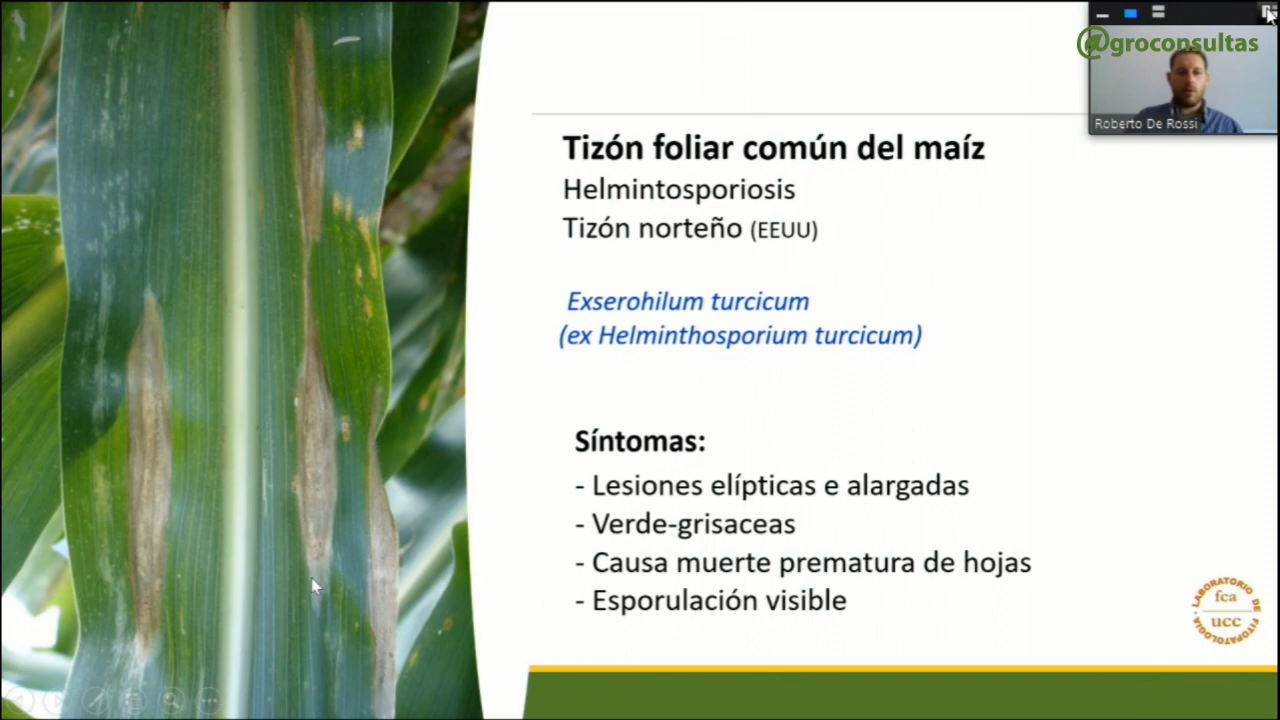 @groconsultas
Roberto De Rossi
Tizón foliar común del maíz
Helmintosporiosis
Tizón norteño (EEUU)
Exserohilum turcicum
(ex Helminthosporium turcicum)
Síntomas:
- Lesiones elípticas e alargadas
- Verde-grisaceas
- Causa muerte prematura de hojas
- Esporulación visible
LABORATORIO DE FITOPATOLOGIA
fca
ucc